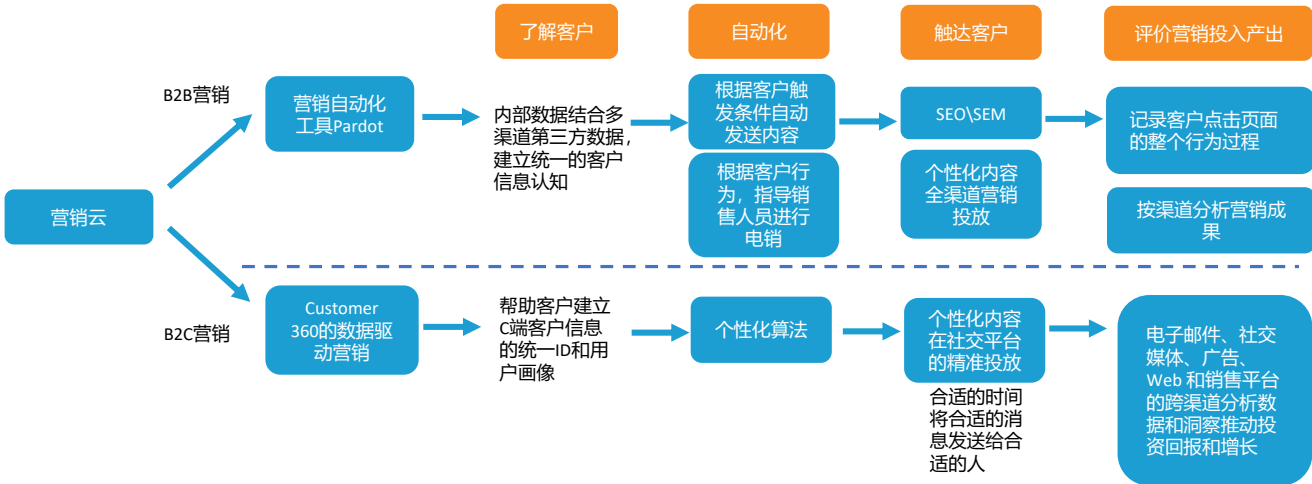 了解客户
自动化
触达客户
评价营销投入产出
B2B营销
营销自动化
工具Pardot
内部数据结合多
渠道第三方数据，
建立统一的客户
信息认知
根据客户触
发条件自动
发送内容
根据客户行
为，指导销
售人员进行
电销
SEO\SEM
个性化内容
全渠道营销
投放
记录客户点击页面
的整个行为过程
按渠道分析营销成
果
营销云
B2C营销
Customer
360的数据驱
动营销
帮助客户建立
C端客户信息
的统一ID和用
户画像
个性化算法
个性化内容
在社交平台
的精准投放
合适的时间
将合适的消
息发送给合
适的人
电子邮件、社交
媒体、广告、
Web 和销售平台
的跨渠道分析数
据和洞察推动投
资回报和增长